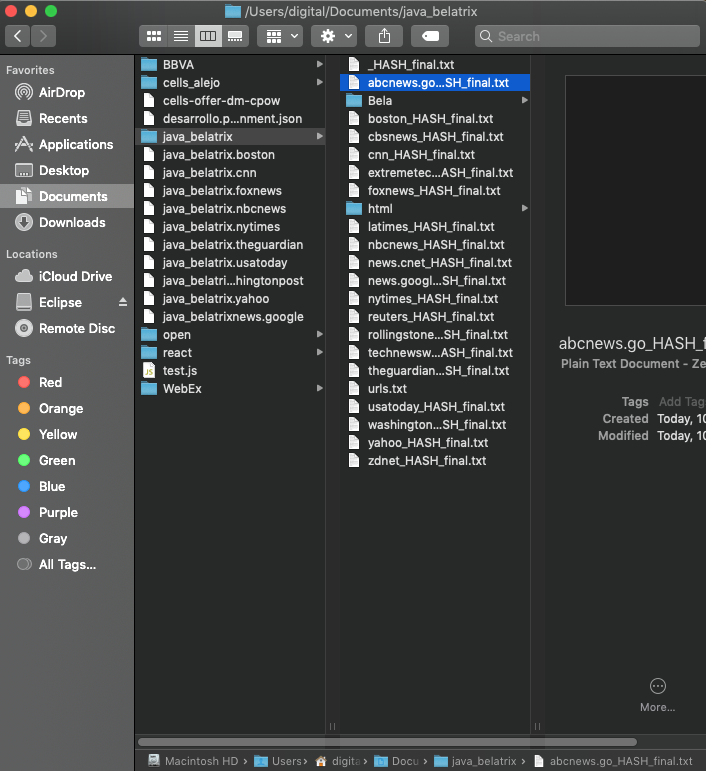 /Users/digital/Documents/java_belatrix
Search
Favorites
AirDrop
Recents
Applications
Desktop
Documents
Downloads
Locations
iCloud Drive
Eclipse
Remote Disc
Tags
Red
Orange
Yellow
Green
Blue
Purple
Gray
All Tags...
BBVA
cells_alejo
cells-offer-dm-cpow
desarrollo.p...nment.json
java_belatrix
java_belatrix.boston
java_belatrix.cnn
java_belatrix.foxnews
java_belatrix.nbcnews
java_belatrix.nytimes
java_belatrix.theguardian
java_belatrix.usatoday
java_belatri...hingtonpost
java_belatrix.yahoo
java_belatrixnews.google
open
react
JS test.js
WebEx
_HASH_final.txt
abcnews.go...SH_final.txt
Bela
boston_HASH_final.txt
cbsnews_HASH_final.txt
cnn_HASH_final.txt
extremetec...ASH_final.txt
foxnews_HASH_final.txt
html
latimes_HASH_final.txt
nbcnews_HASH_final.txt
news.cnet_HASH_final.txt
news.googl...SH_final.txt
nytimes_HASH_final.txt
reuters_HASH_final.txt
rollingstone...SH_final.txt
technewsw...ASH_final.txt
theguardian...SH_final.txt
urls.txt
usatoday_HASH_final.txt
washington...SH_final.txt
yahoo_HASH_final.txt
zdnet_HASH_final.txt
abcnews.go_HASH_f
Plain Text Document - Ze
Tags Add Tag
Created Today, 10
Modified Today, 10
More...
Macintosh HD › Users › digita › Docu › java_belatrix › abcnews.go_HASH_final.txt